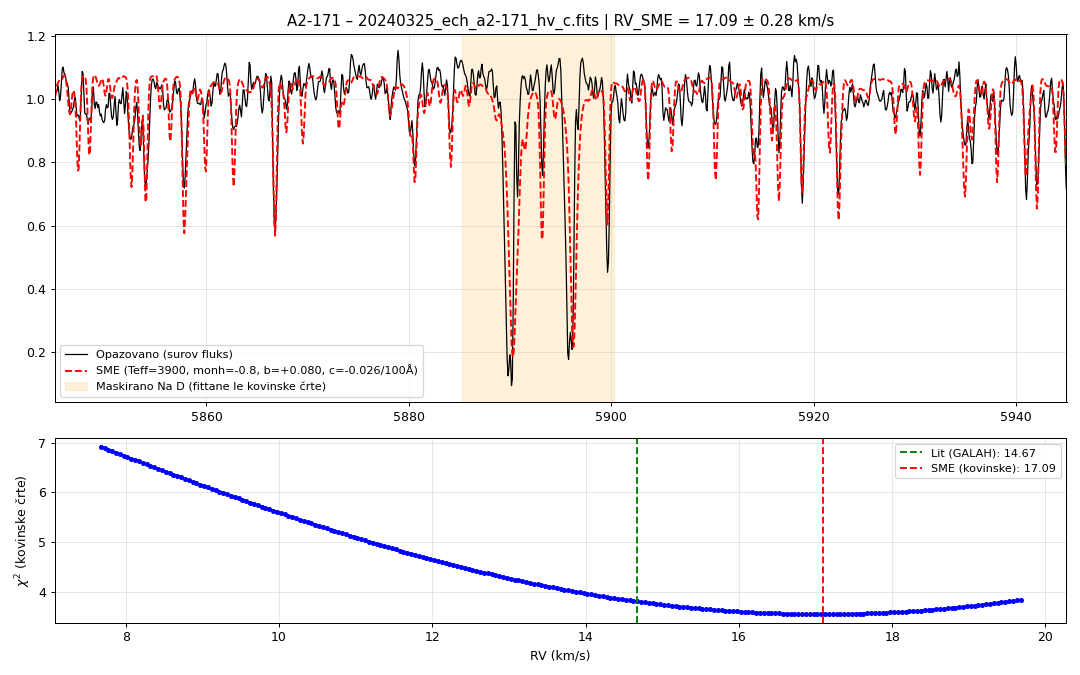 A2-171 – 20240325_ech_a2-171_hv_c.fits | RV_SME = 17.09 ± 0.28 km/s
1.2
1.0
0.8
0.6
0.4
0.2
Opazovano (surov fluks)
SME (Teff=3900, monh=-0.8, b=+0.080, c=-0.026/100Å)
Maskirano Na D (fittane le kovinske črte)
5860 5880 5900 5920 5940
7
6
5
4
χ² (kovinske črte)
Lit (GALAH): 14.67
SME (kovinske): 17.09
8 10 12 14 16 18 20
RV (km/s)